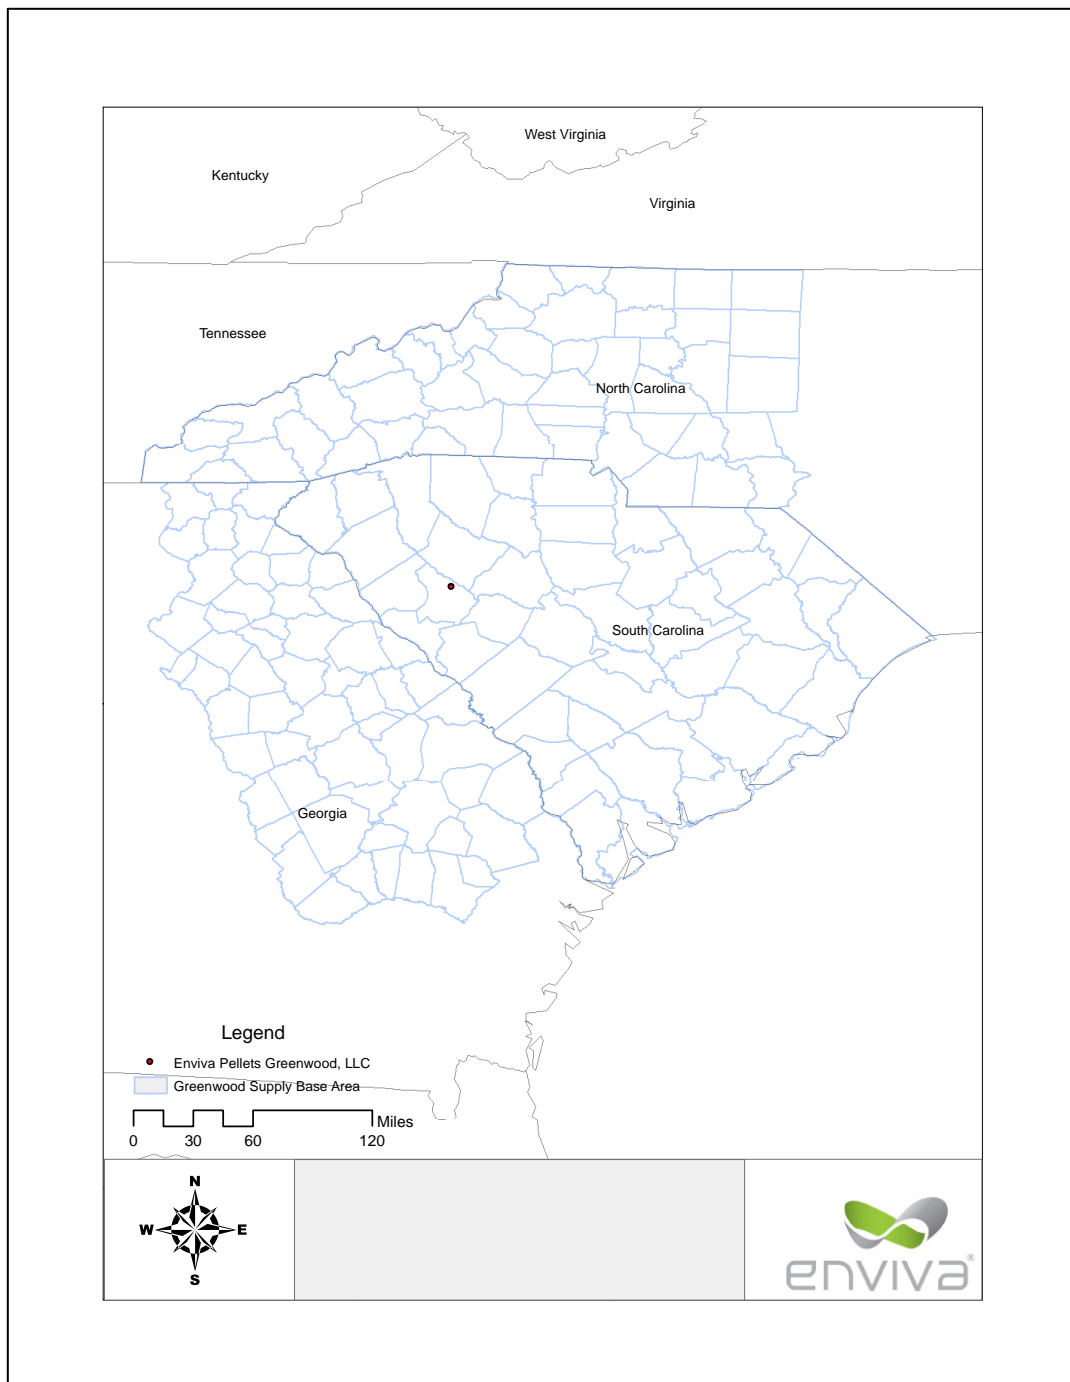 West Virginia
Kentucky
Virginia
Tennessee
North Carolina
South Carolina
Georgia
Legend
Enviva Pellets Greenwood, LLC
Greenwood Supply Base Area
Miles
0 30 60 120
N
W E
S
enviva®